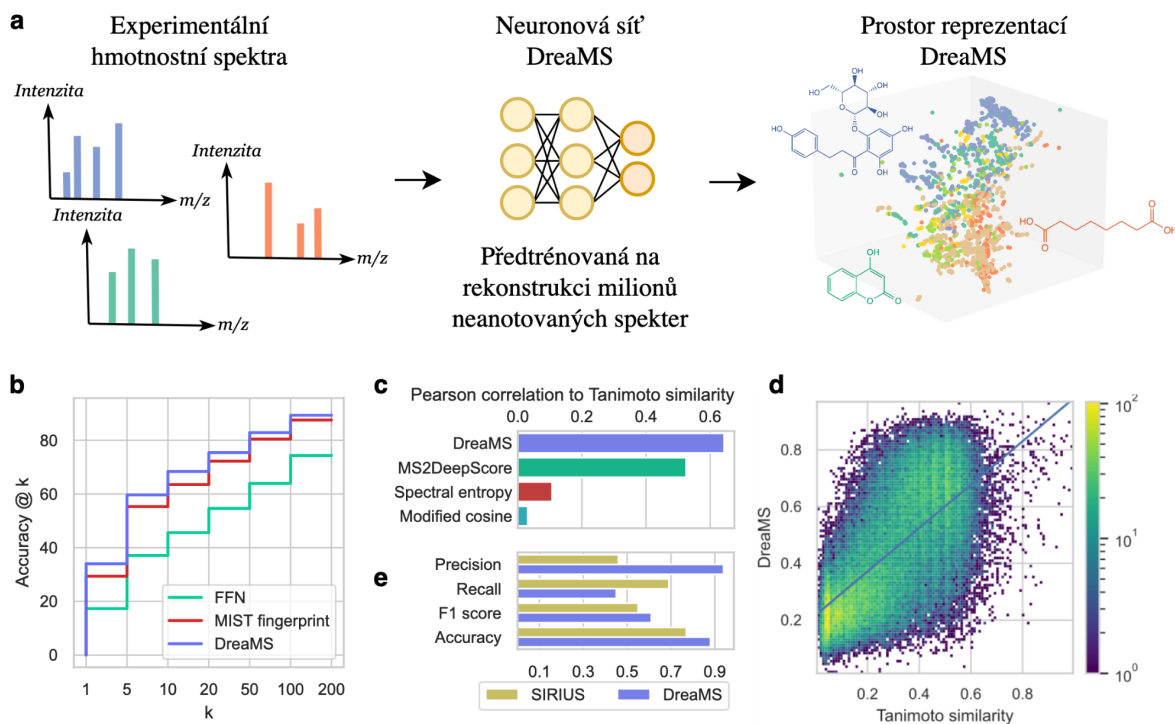 a
Experimentální
hmotnostní spektra
Intenzita
m/z
Intenzita
m/z
Intenzita
m/z
Neuronová síť
DreaMS
Předtrénovaná na
rekonstrukci milionů
neanotovaných spekter
Prostor reprezentací
DreaMS
OH
HO
OH
HO
OH
O
O
HO
OH
O
OH
O
HO
O
OH
OH
O
O
b
Accuracy @ k
80
60
40
20
0
FFN
MIST fingerprint
DreaMS
1 5 10 20 50 100 200
k
c
Pearson correlation to Tanimoto similarity
0.0 0.2 0.4 0.6
DreaMS
MS2DeepScore
Spectral entropy
Modified cosine
e
Precision
Recall
F1 score
Accuracy
0.1 0.3 0.5 0.7 0.9
SIRIUS DreaMS
d
DreaMS
0.8
0.6
0.4
0.2
0.2 0.4 0.6 0.8
Tanimoto similarity
10²
10¹
10⁰